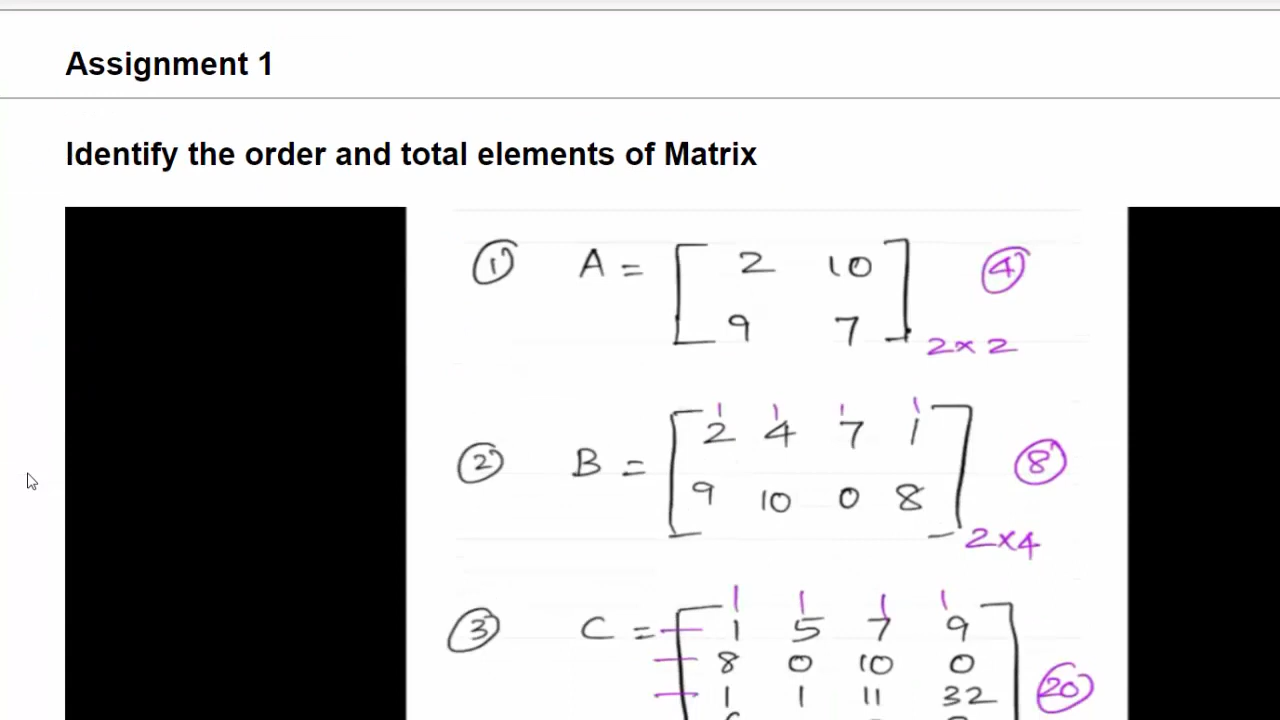 Assignment 1
Identify the order and total elements of Matrix
① A = [ 2 10 ④
9 7 ] 2×2
② B = [ 2 4 7 1 ⑧
9 10 0 8 ] 2×4
③ C = [ 1 5 7 9
8 0 10 0
1 1 11 32 ⑳